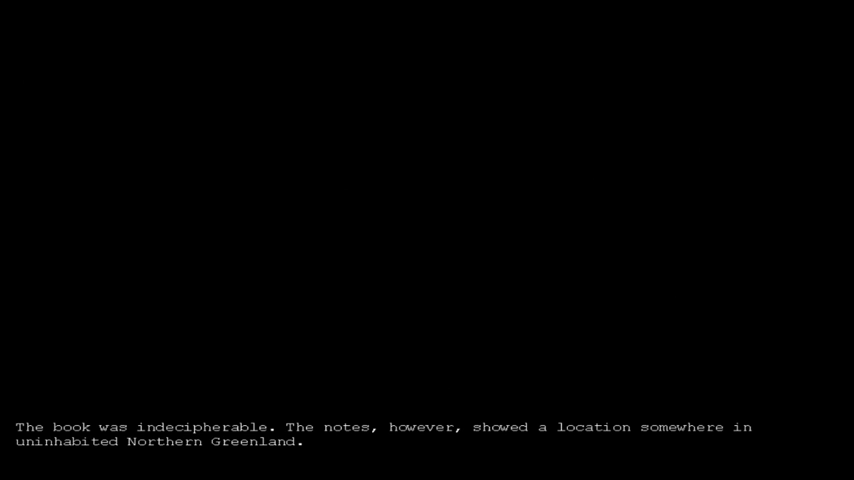 The book was indecipherable. The notes, however, showed a location somewhere in
uninhabited Northern Greenland.